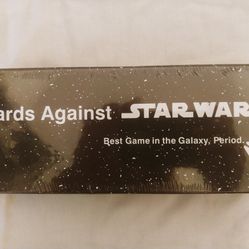 ards Against STAR WAR
Best Game in the Galaxy, Period.